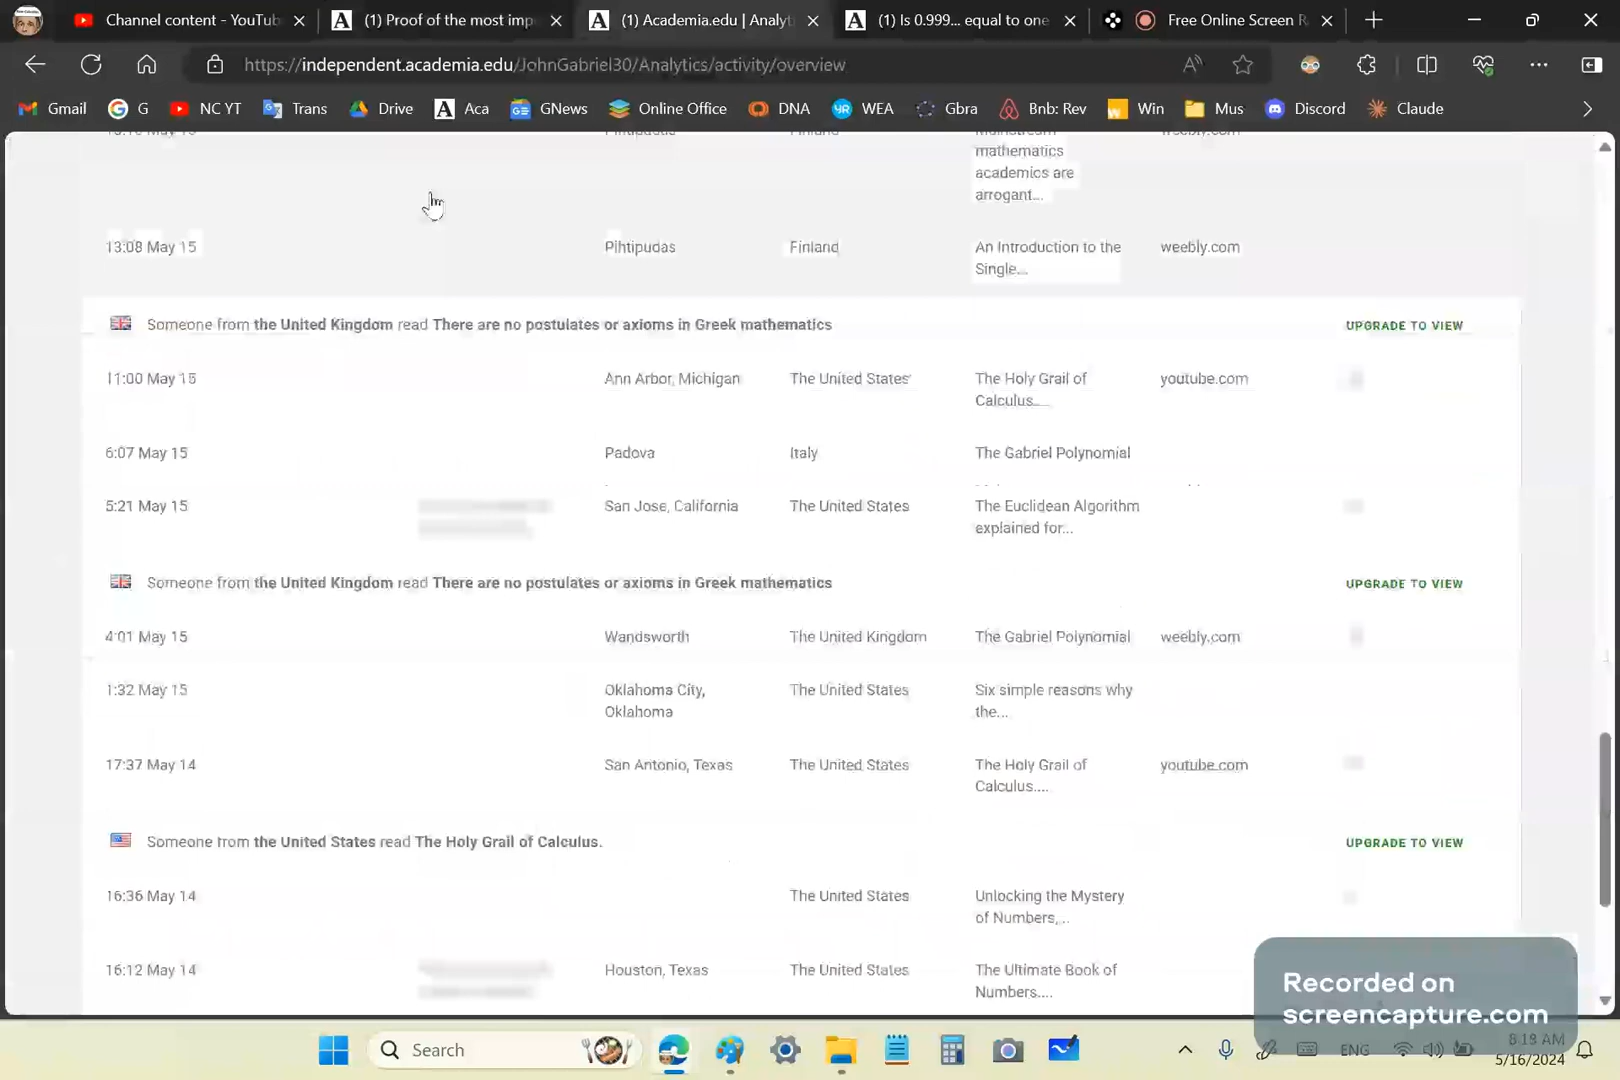 Channel content - YouTub
(1) Proof of the most imp
(1) Academia.edu | Analyt
(1) Is 0.999... equal to one
Free Online Screen R
https://independent.academia.edu/JohnGabriel30/Analytics/activity/overview
Gmail G NC YT Trans Drive Aca GNews Online Office DNA WEA Gbra Bnb: Rev Win Mus Discord Claude
mathematics
academics are
arrogant...
13:08 May 15 Pihtipudas Finland An Introduction to the weebly.com
Single...
Someone from the United Kingdom read There are no postulates or axioms in Greek mathematics UPGRADE TO VIEW
11:00 May 15 Ann Arbor, Michigan The United States The Holy Grail of youtube.com
Calculus....
6:07 May 15 Padova Italy The Gabriel Polynomial
5:21 May 15 San Jose, California The United States The Euclidean Algorithm
explained for...
Someone from the United Kingdom read There are no postulates or axioms in Greek mathematics UPGRADE TO VIEW
4:01 May 15 Wandsworth The United Kingdom The Gabriel Polynomial weebly.com
1:32 May 15 Oklahoma City, The United States Six simple reasons why
Oklahoma the...
17:37 May 14 San Antonio, Texas The United States The Holy Grail of youtube.com
Calculus....
Someone from the United States read The Holy Grail of Calculus. UPGRADE TO VIEW
16:36 May 14 The United States Unlocking the Mystery
of Numbers,...
16:12 May 14 Houston, Texas The United States The Ultimate Book of
Numbers....
Recorded on
screencapture.com
Search
ENG
8:18 AM
5/16/2024